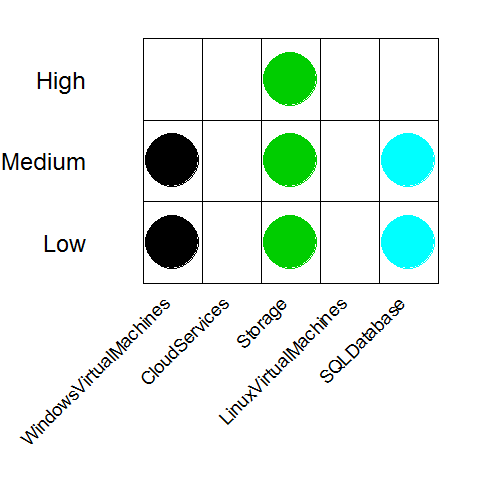 High
Medium
Low
WindowsVirtualMachines
CloudServices
Storage
LinuxVirtualMachines
SQLDatabase